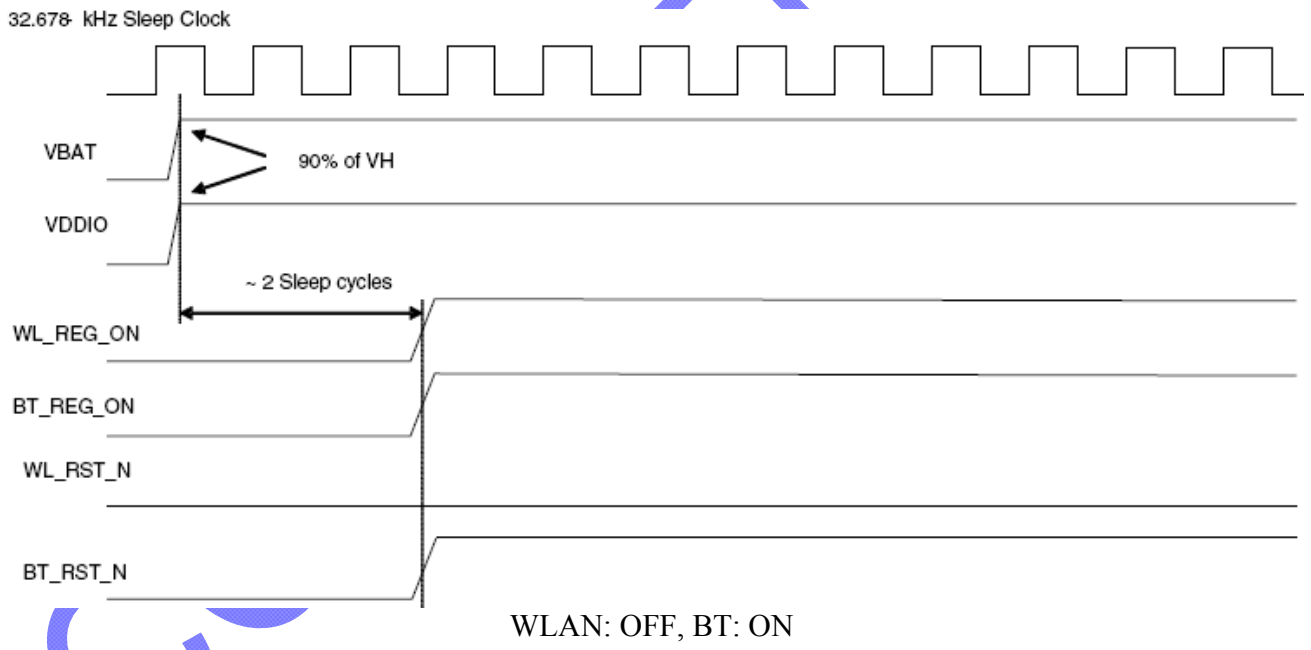 32.678- kHz Sleep Clock
VBAT
90% of VH
VDDIO
~ 2 Sleep cycles
WL_REG_ON
BT_REG_ON
WL_RST_N
BT_RST_N
WLAN: OFF, BT: ON